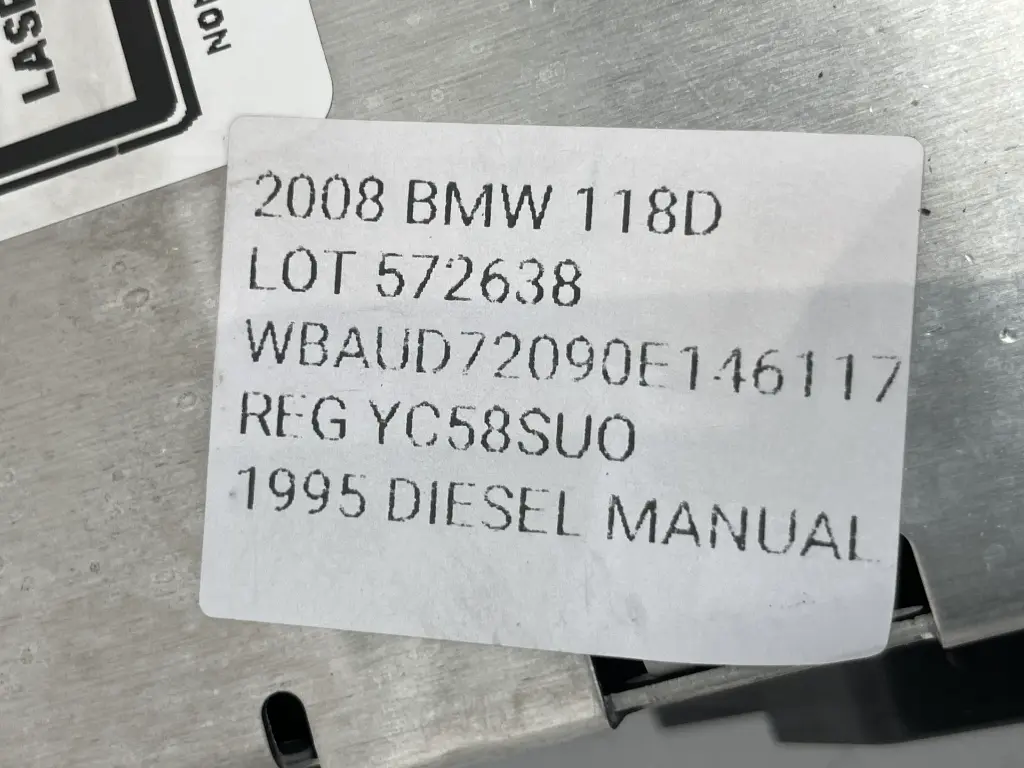 2008 BMW 118D
LOT 572638
WBAUD72090E146117
REG YC58SUO
1995 DIESEL MANUAL